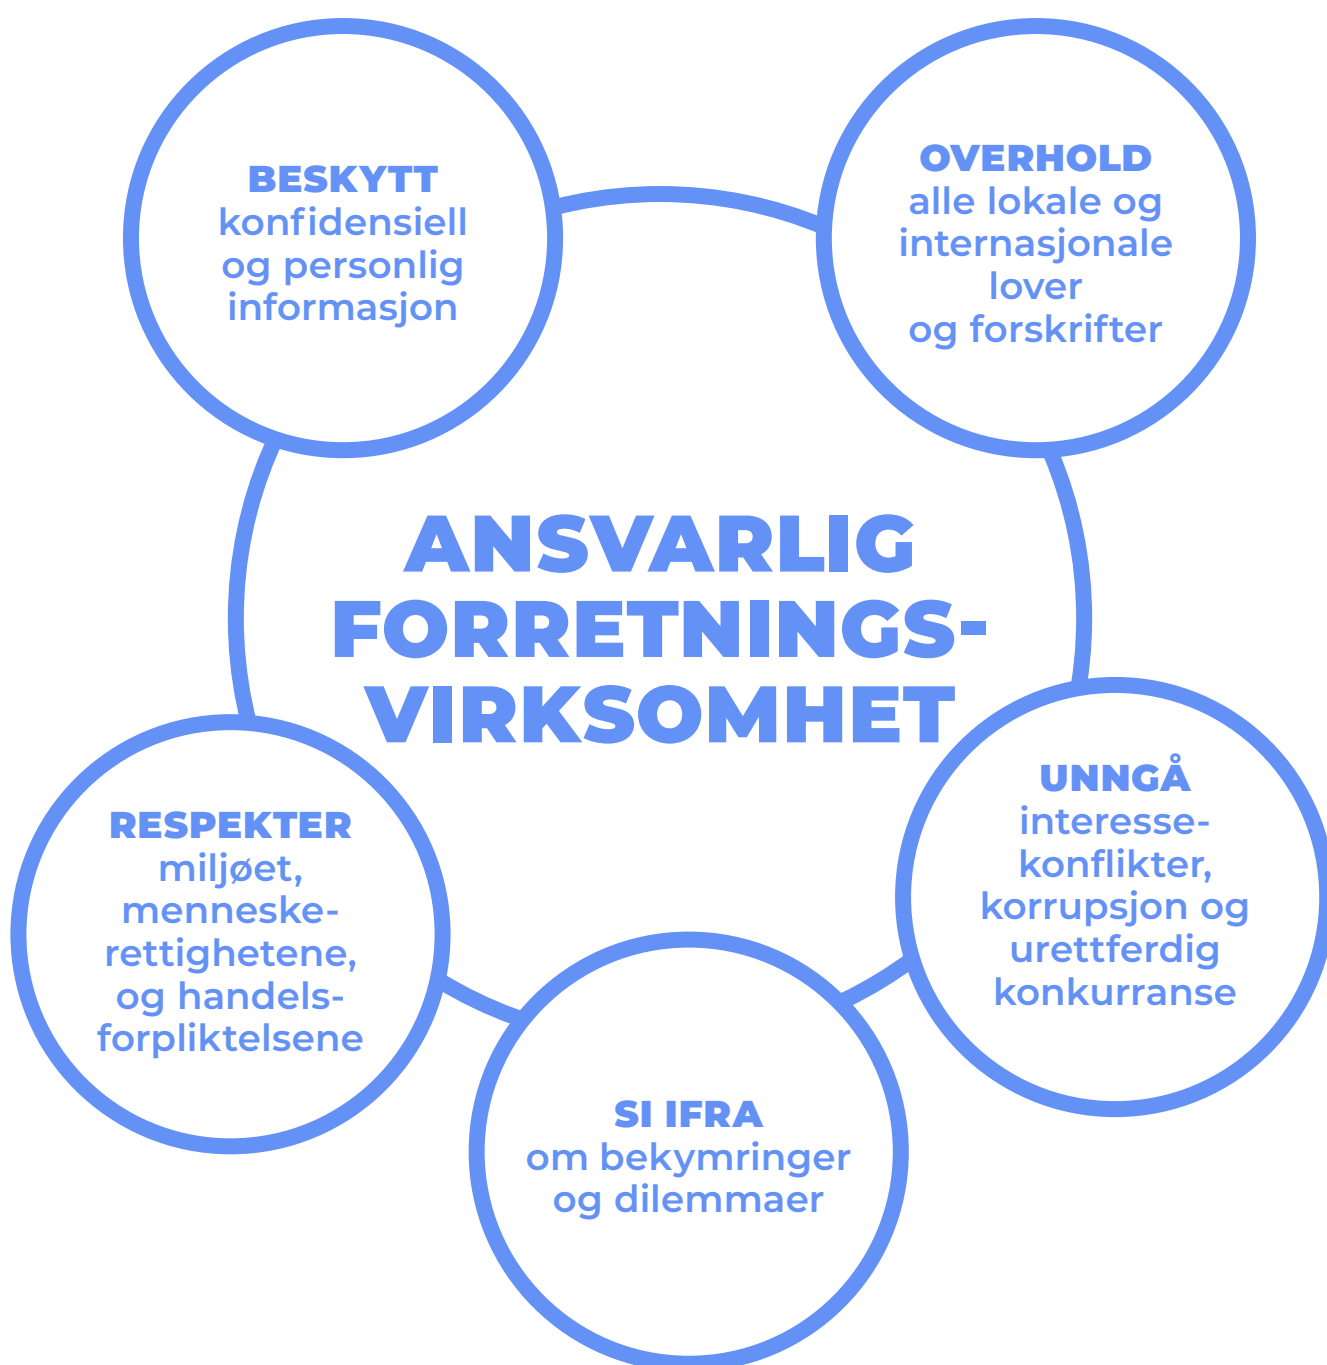 BESKYTT
konfidensiell
og personlig
informasjon
OVERHOLD
alle lokale og
internasjonale
lover
og forskrifter
ANSVARLIG
FORRETNINGS-
VIRKSOMHET
RESPEKTER
miljøet,
menneske-
rettighetene,
og handels-
forpliktelsene
UNNGÅ
interesse-
konflikter,
korrupsjon og
urettferdig
konkurranse
SI IFRA
om bekymringer
og dilemmaer